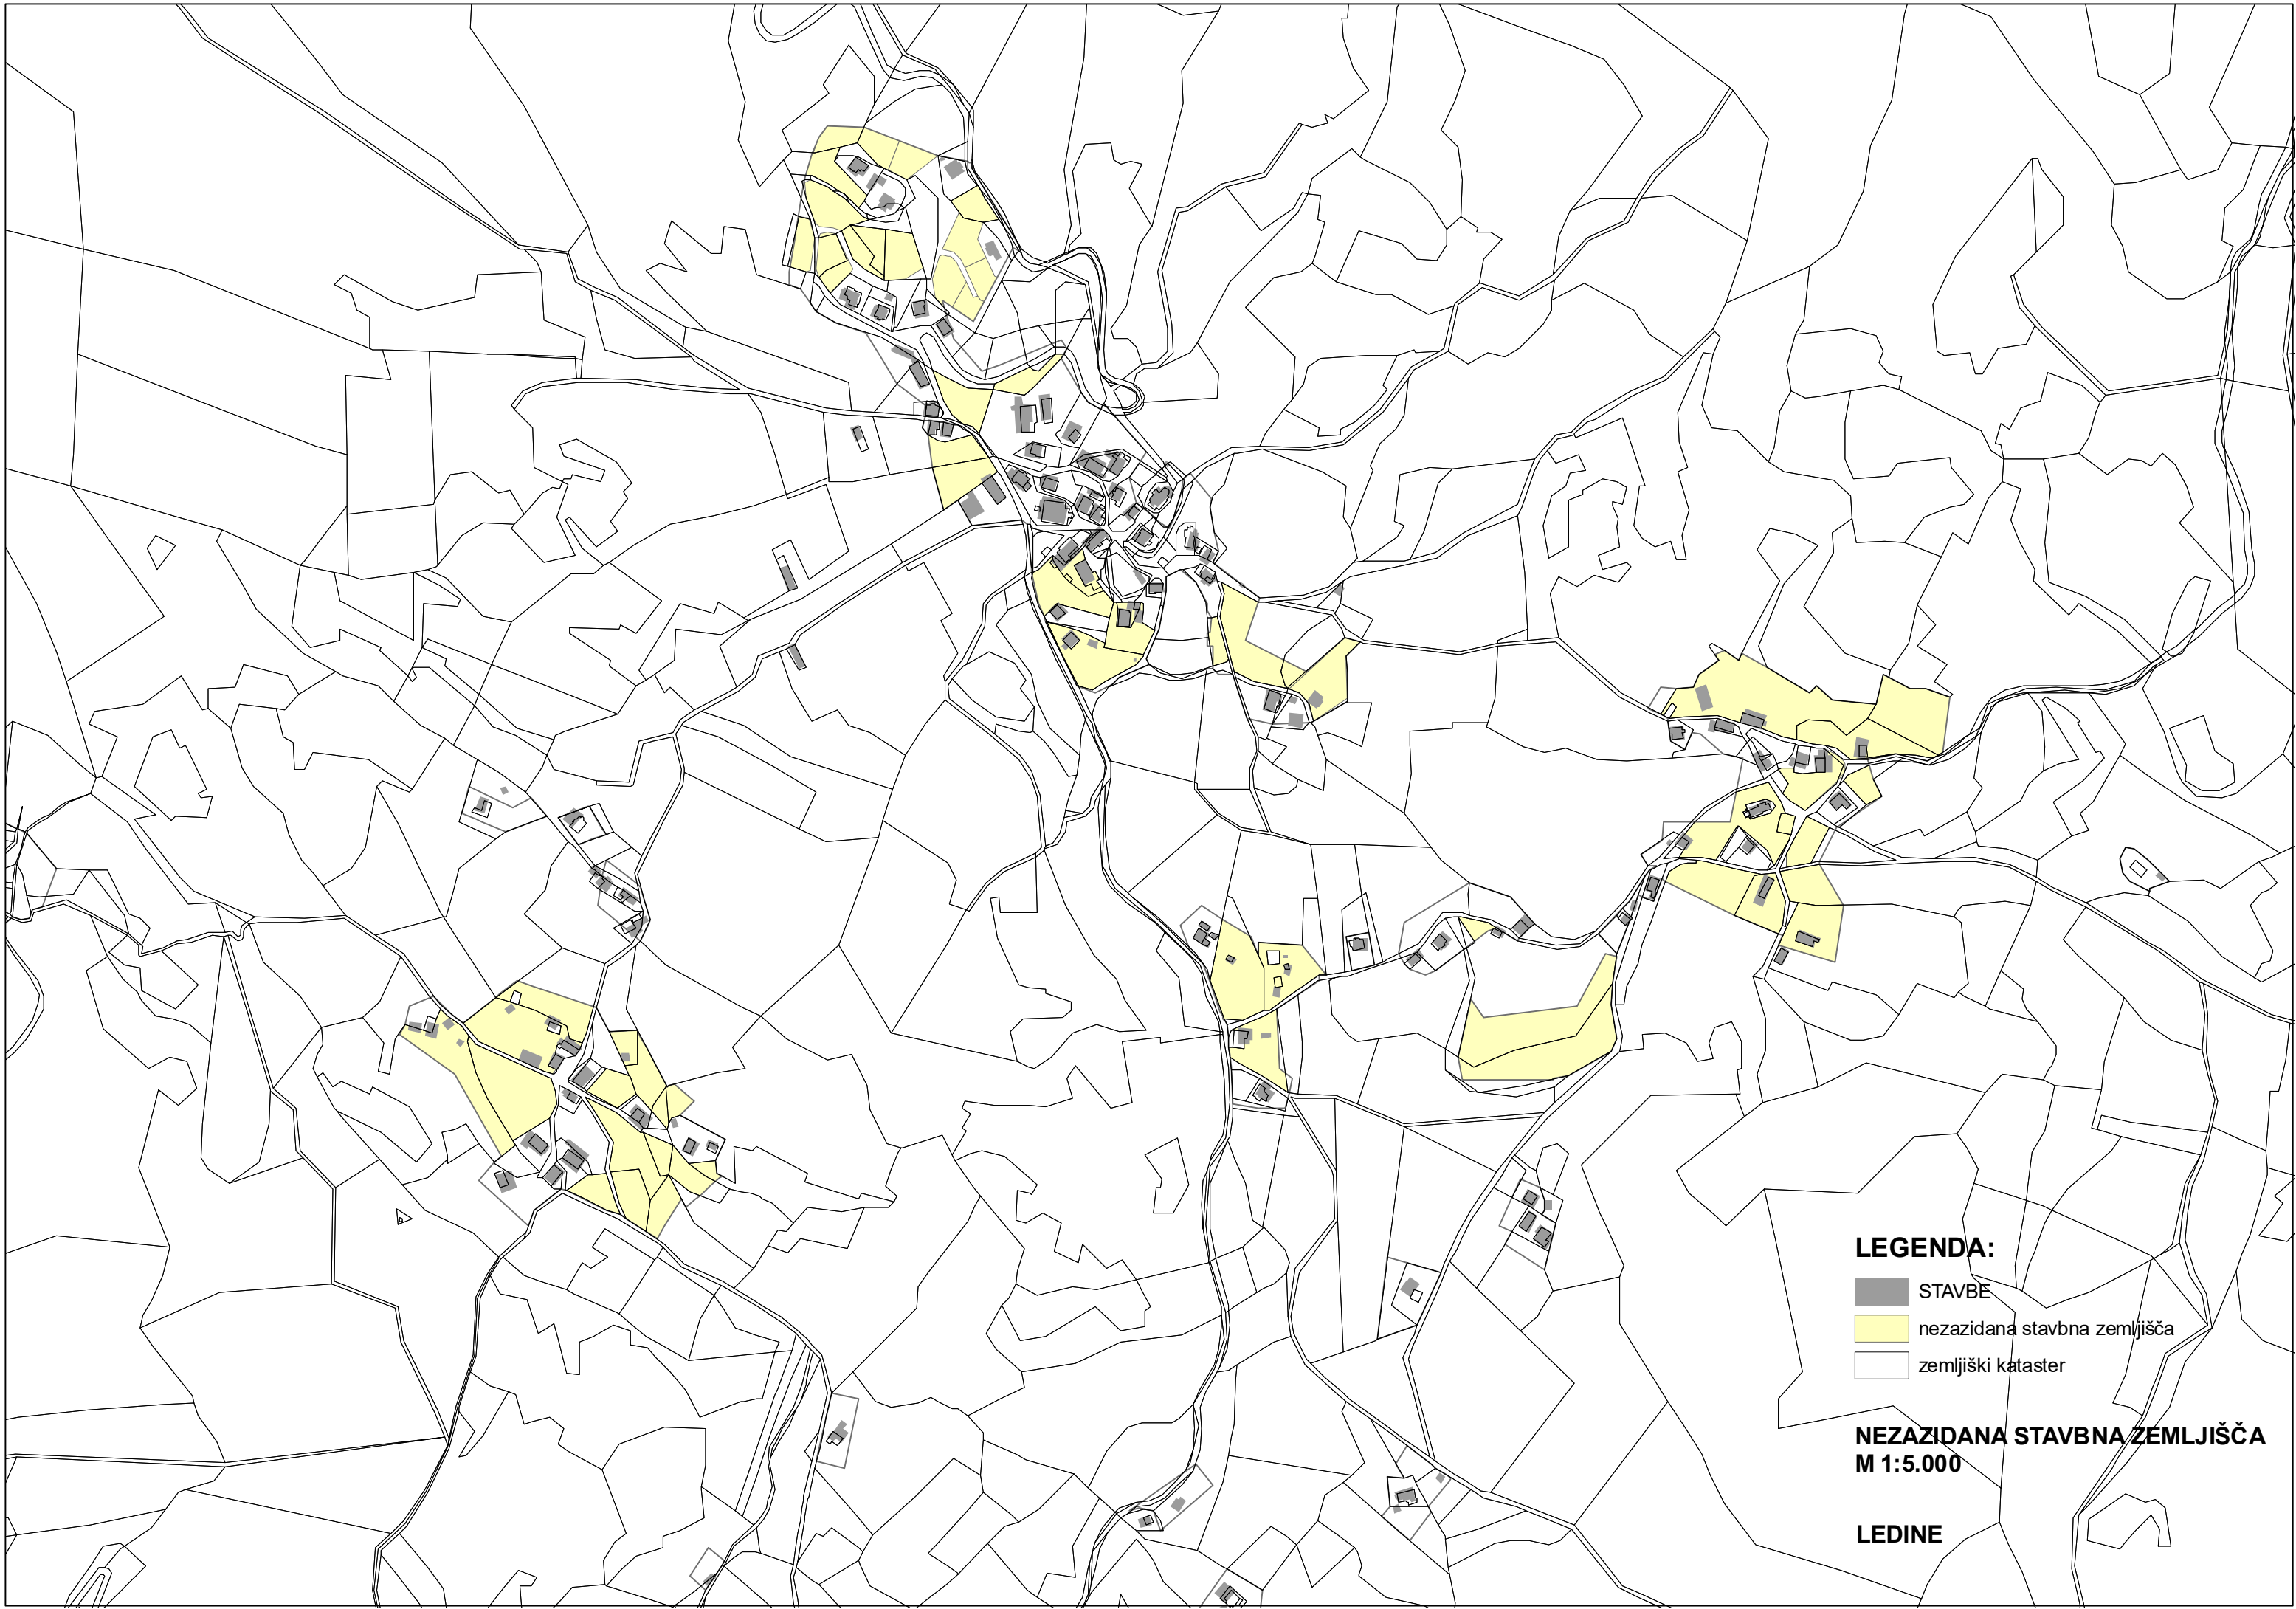 LEGENDA:
STAVBE
nezazidana stavbna zemljišča
zemljiški kataster
NEZAZIDANA STAVBNA ZEMLJIŠČA
M 1:5.000
LEDINE